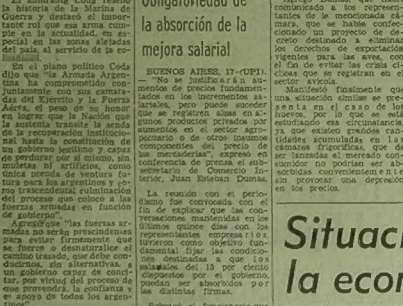 la historia de la Marina de
Guerra y destacó el impor-
tante rol que esa arma cum-
ple en la actualidad, en es-
pecial en las zonas alejadas
del país, al servicio de la co-
En el plano político Coda
dijo que "la Armada Argen-
tina ha comprometido con-
juntamente con sus camara-
das del Ejército y la Fuerza
Aérea, el peso de su honor
en lograr que la Nación que
la sustenta transite la senda
de la recuperación institucio-
nal hasta la constitución de
un gobierno legítimo y capaz
de perdurar por sí mismo, sin
muletas ni artificios, como
única prenda de ventura fu-
tura para los argentinos y co-
mo trascendental culminación
del proceso que coloca a las
fuerzas armadas en función
de gobierno".
Agregó que "las fuerzas ar-
madas no serán prescindentes
para evitar firmemente que
se fuerce o desnaturalice el
camino trazado, que debe con-
ducirnos, sin alternativas, a
un gobierno capaz de conci-
tar, por virtud del proceso de
que provendrá, la confianza y
el apoyo de todos los argen-
Obligatoriedad de
la absorción de la
mejora salarial
BUENOS AIRES, 17-(UPI).
—"No se justificarán au-
mentos de precios fundamen-
tados en los incrementos sa-
lariales, pero puede suceder
que se registren alzas en al-
gunos productos privados por
aumentos en el sector agro-
pecuario o de otros insumos
componentes del precio de
las mercaderías", expresó en
conferencia de prensa el sub-
secretario de Comercio In-
terior, Juan Esteban Dumas.
La reunión con el perio-
dismo fue convocada con el
fin de explicar que las con-
versaciones mantenidas en los
últimos quince días con los
representantes empresarios
tuvieron como objetivo fun-
damental fijar las condicio-
nes destinadas a que los
salariales del 15 por ciento
dispuestos por el gobierno,
puedan ser absorbidos por
las distintas firmas.
comunicado a los represen-
tantes de la mencionada cá-
mara, que se había confec-
cionado un proyecto de de-
creto destinado a eliminar
los derechos de exportación
vigentes para las aves, con
el fin de evitar las crisis cí-
clicas que se registran en el
sector avícola.
Manifestó finalmente que
una situación similar se pre-
senta en el caso de los
huevos, por lo que se está
estudiando esa circunstancia,
ya que existen grandes can-
tidades acumuladas en las
cámaras frigoríficas, que de
ser lanzadas al mercado con-
sumidor no podrían ser ab-
sorbidas convenientemente
sin provocar una depresión
en los precios.
Situac
la econ